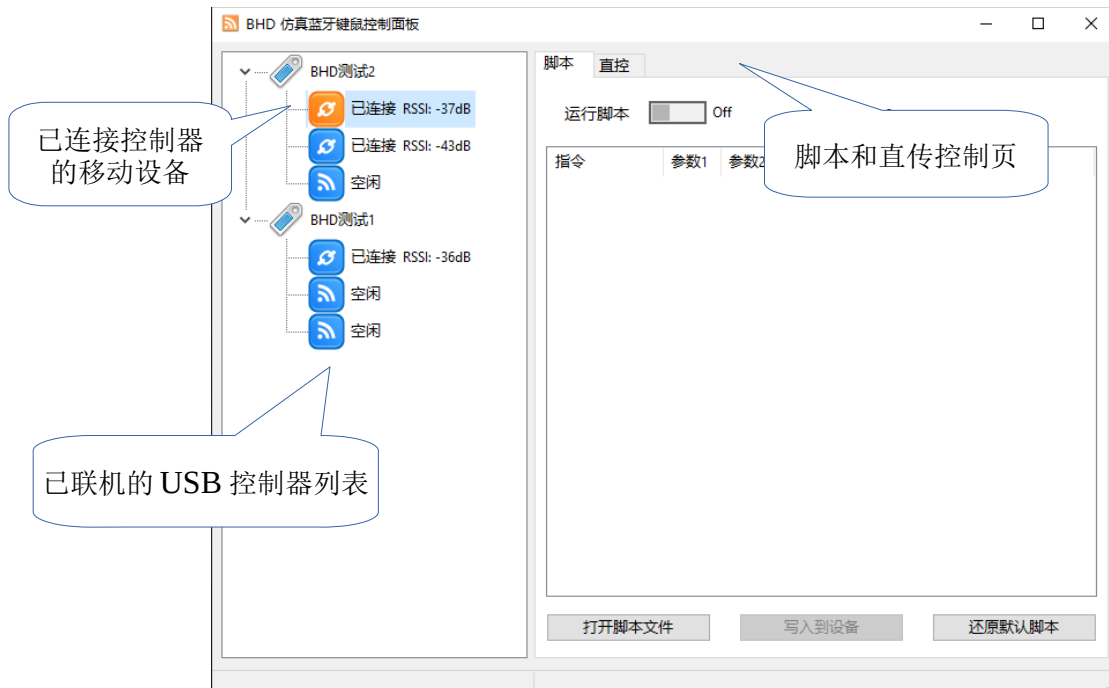 BHD 仿真蓝牙键鼠控制面板
BHD测试2
已连接 RSSI: -37dB
已连接 RSSI: -43dB
空闲
BHD测试1
已连接 RSSI: -36dB
空闲
空闲
已连接控制器
的移动设备
已联机的 USB 控制器列表
脚本 直控
运行脚本 Off
脚本和直传控制页
指令 参数1 参数2
打开脚本文件 写入到设备 还原默认脚本